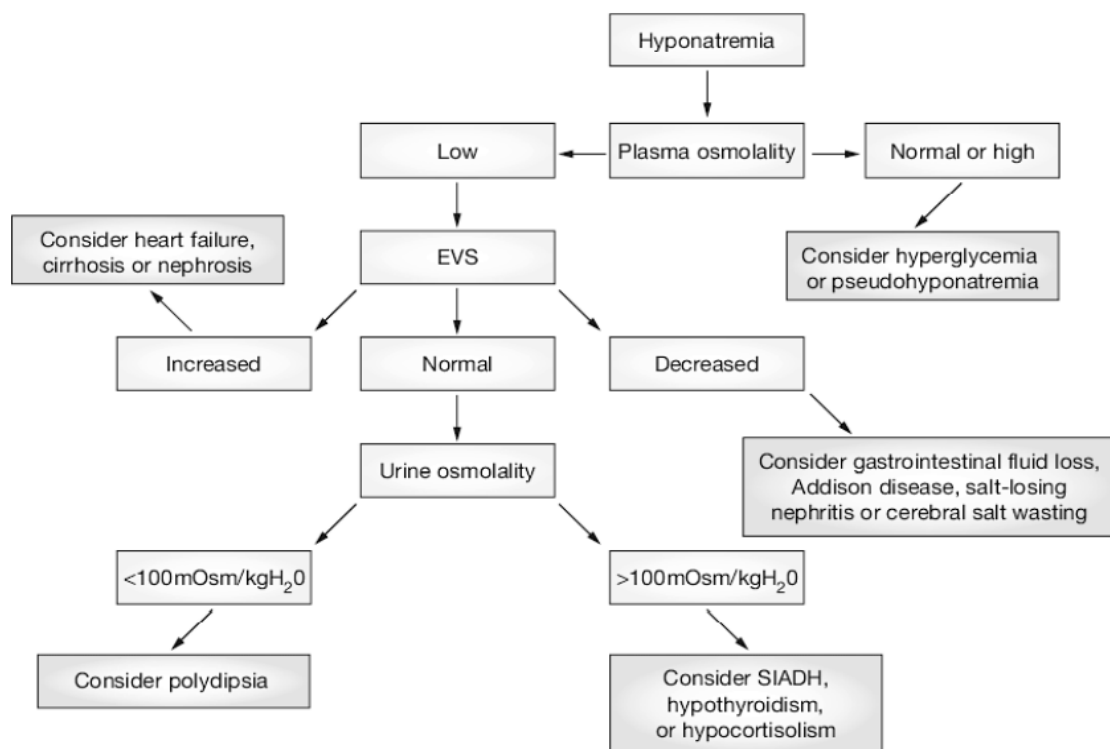 Hyponatremia
Low
Plasma osmolality
Normal or high
Consider heart failure,
cirrhosis or nephrosis
EVS
Consider hyperglycemia
or pseudohyponatremia
Increased
Normal
Decreased
Urine osmolality
Consider gastrointestinal fluid loss,
Addison disease, salt-losing
nephritis or cerebral salt wasting
<100mOsm/kgH₂0
>100mOsm/kgH₂0
Consider polydipsia
Consider SIADH,
hypothyroidism,
or hypocortisolism